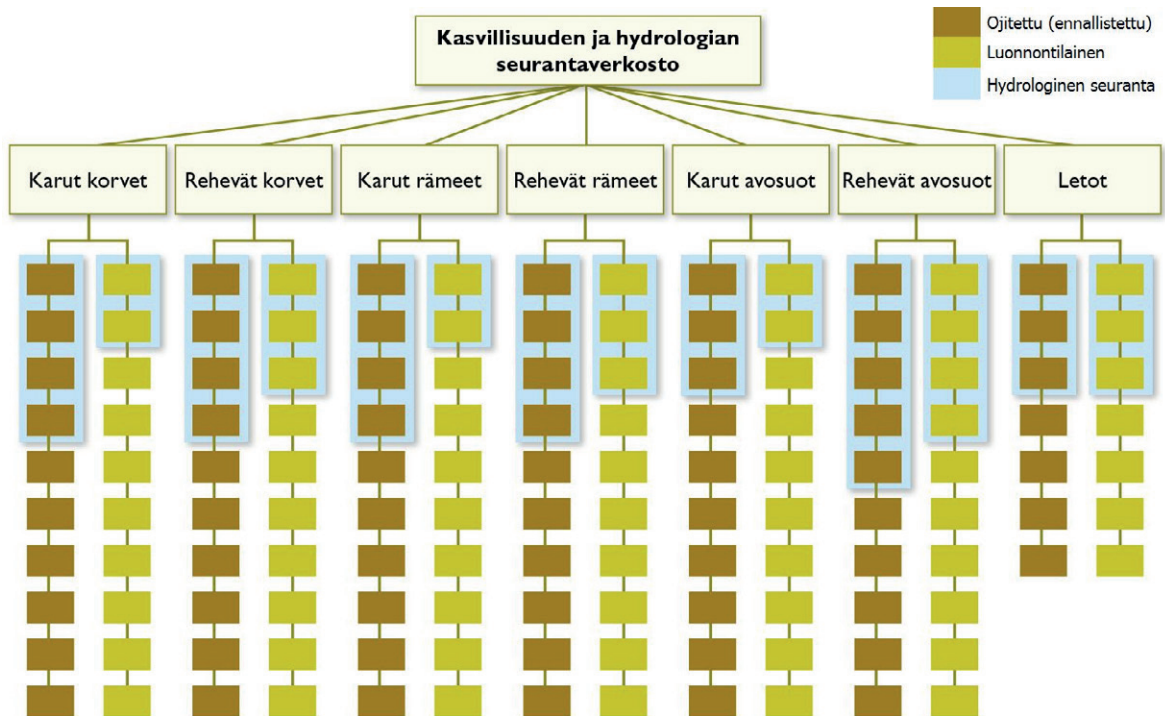 Kasvillisuuden ja hydrologian
seurantaverkosto
Ojitettu (ennallistettu)
Luonnontilainen
Hydrologinen seuranta
Karut korvet
Rehevät korvet
Karut rämeet
Rehevät rämeet
Karut avosuot
Rehevät avosuot
Letot